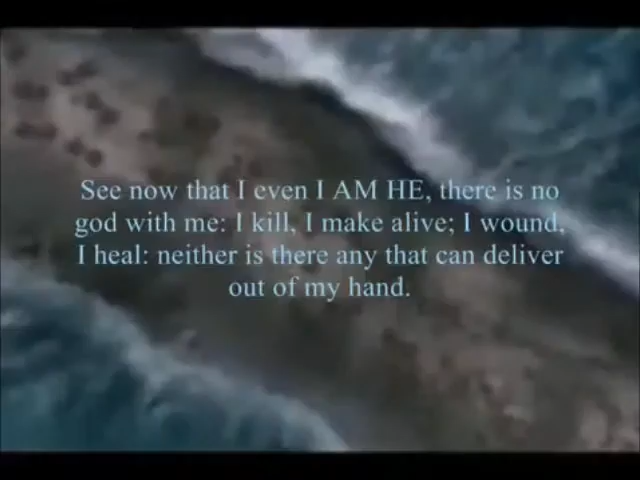 See now that I even I AM HE, there is no
god with me: I kill, I make alive; I wound,
I heal: neither is there any that can deliver
out of my hand.